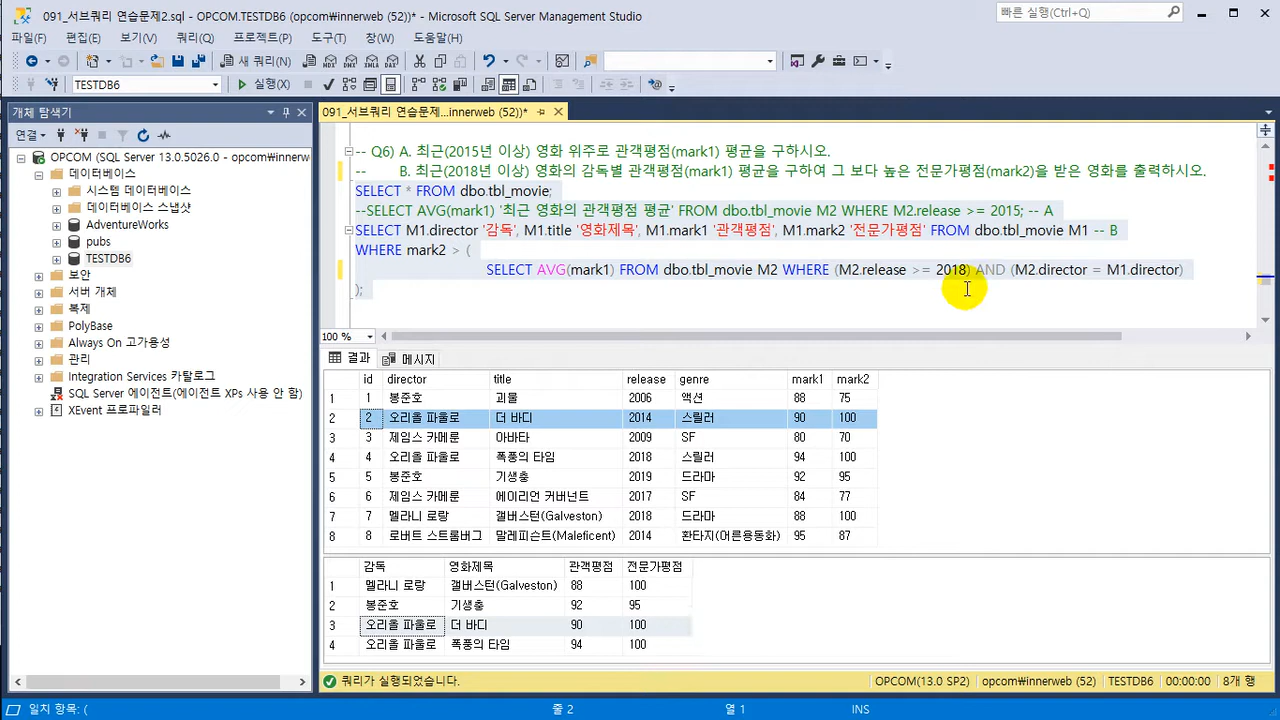 091_서브쿼리 연습문제2.sql - OPCOM.TESTDB6 (opcom\innerweb (52))* - Microsoft SQL Server Management Studio
빠른 실행(Ctrl+Q)
파일(F) 편집(E) 보기(V) 쿼리(Q) 프로젝트(P) 도구(T) 창(W) 도움말(H)
새 쿼리(N)
TESTDB6 실행(X)
개체 탐색기
연결
OPCOM (SQL Server 13.0.5026.0 - opcom\innerw
데이터베이스
시스템 데이터베이스
데이터베이스 스냅샷
AdventureWorks
pubs
TESTDB6
보안
서버 개체
복제
PolyBase
Always On 고가용성
관리
Integration Services 카탈로그
SQL Server 에이전트(에이전트 XPs 사용 안 함)
XEvent 프로파일러
091_서브쿼리 연습문제...innerweb (52))*
-- Q6) A. 최근(2015년 이상) 영화 위주로 관객평점(mark1) 평균을 구하시오.
이상) 영화의 감독별 관객평점(mark1) 평균을 구하여 그 보다 높은 전문가평점(mark2)을 받은 영화를 출력하시오.
SELECT * FROM dbo.tbl_movie;
--SELECT AVG(mark1) '최근 영화의 관객평점 평균' FROM dbo.tbl_movie M2 WHERE M2.release >= 2015; -- A
SELECT M1.director '감독', M1.title '영화제목', M1.mark1 '관객평점', M1.mark2 '전문가평점' FROM dbo.tbl_movie M1 -- B
WHERE mark2 > (
SELECT AVG(mark1) FROM dbo.tbl_movie M2 WHERE (M2.release >= 2018) AND (M2.director = M1.director)
);
100 %
결과 메시지
id director title release genre mark1 mark2
1 1 봉준호 괴물 액션 88 75
2 2 오리올 파울로 더 바디 2014 스릴러 90 100
3 3 제임스 카메론 아바타 2009 SF 80 70
4 4 오리올 파울로 폭풍의 타임 2018 스릴러 94 100
5 5 봉준호 기생충 2019 드라마 92 95
6 6 제임스 카메론 에이리언 커버넌트 2017 SF 84 77
7 7 멜라니 로랑 갤버스턴(Galveston) 2018 드라마 88 100
8 8 로버트 스트롬버그 말레피슨트(Meleficent) 2014 환타지(어른용동화) 95 87
감독 영화제목 관객평점 전문가평점
1 멜라니 로랑 갤버스턴(Galveston) 88 100
2 봉준호 기생충 92 95
3 오리올 파울로 더 바디 90 100
4 오리올 파울로 폭풍의 타임 94 100
쿼리가 실행되었습니다. OPCOM(13.0 SP2) opcom\innerweb (52) TESTDB6 00:00:00 8개 행
일치 항목: ( 줄 2 열 1 INS